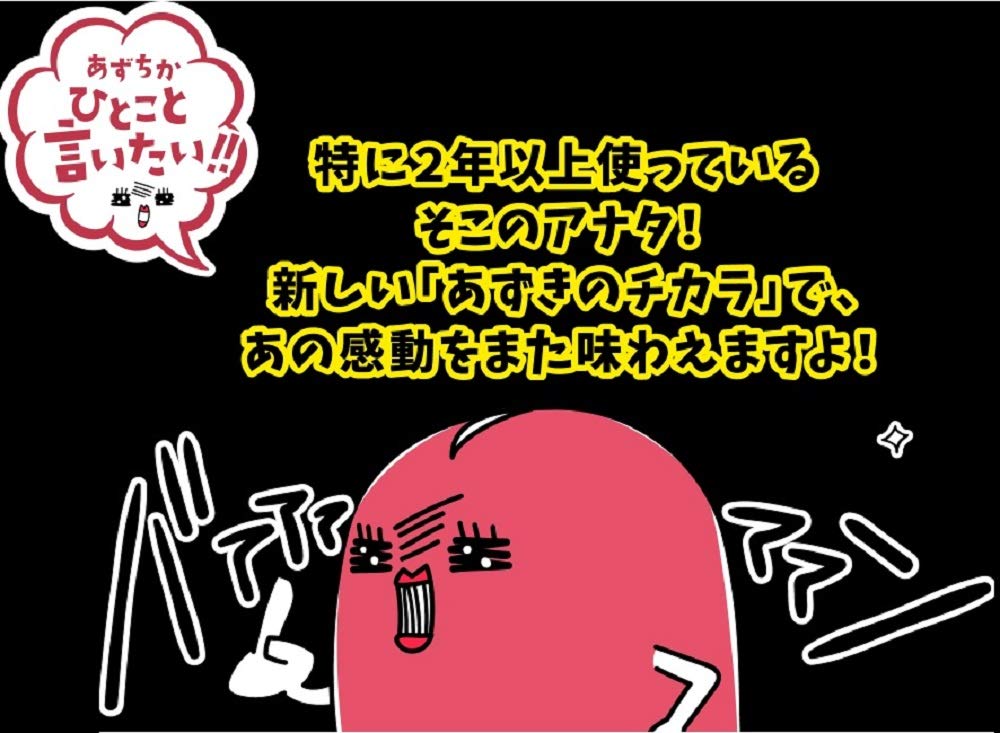 あずちか
ひとこと
言いたい!!
特に2年以上使っている
そこのアナタ!
新しい「あずきのチカラ」で、
あの感動をまた味わえますよ!
バァァァァァァン